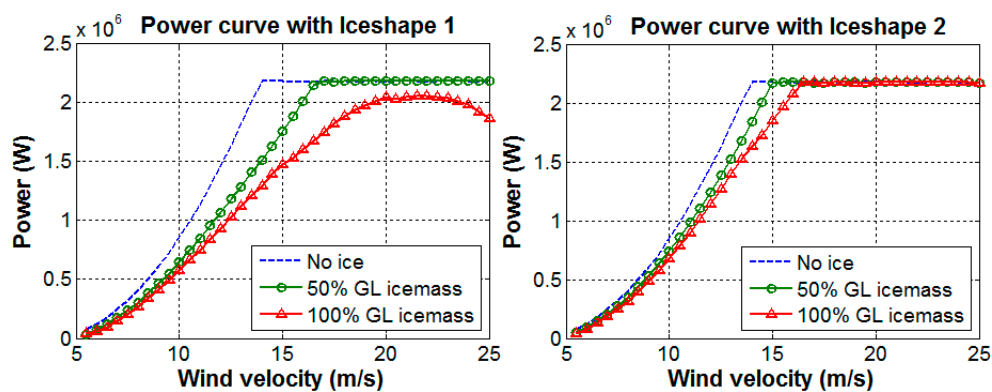 Power curve with Iceshape 1
x 10^6
2.5
2
1.5
1
0.5
0
Power (W)
No ice
50% GL icemass
100% GL icemass
5 10 15 20 25
Wind velocity (m/s)
Power curve with Iceshape 2
x 10^6
2.5
2
1.5
1
0.5
0
Power (W)
No ice
50% GL icemass
100% GL icemass
5 10 15 20 25
Wind velocity (m/s)